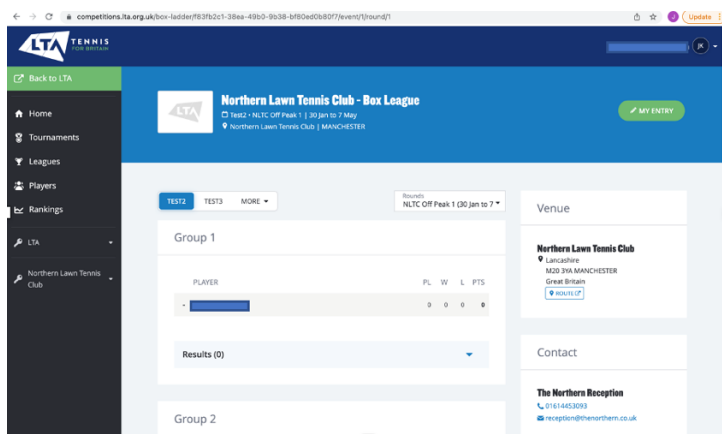 competitions.lta.org.uk/box-ladder/f83fb2c1-38ea-49b0-9b38-bf80ed0b80f7/event/1/round/1
Update
LTA TENNIS
FOR BRITAIN
JK
Back to LTA
Home
Tournaments
Leagues
Players
Rankings
LTA
Northern Lawn Tennis
Club
LTA
Northern Lawn Tennis Club - Box League
Test2 • NLTC Off Peak 1 | 30 Jan to 7 May
Northern Lawn Tennis Club | MANCHESTER
MY ENTRY
TEST2 TEST3 MORE
Rounds
NLTC Off Peak 1 (30 Jan to 7
Group 1
PLAYER PL W L PTS
- 0 0 0 0
Results (0)
Group 2
Venue
Northern Lawn Tennis Club
Lancashire
M20 3YA MANCHESTER
Great Britain
ROUTE
Contact
The Northern Reception
01614453093
reception@thenorthern.co.uk